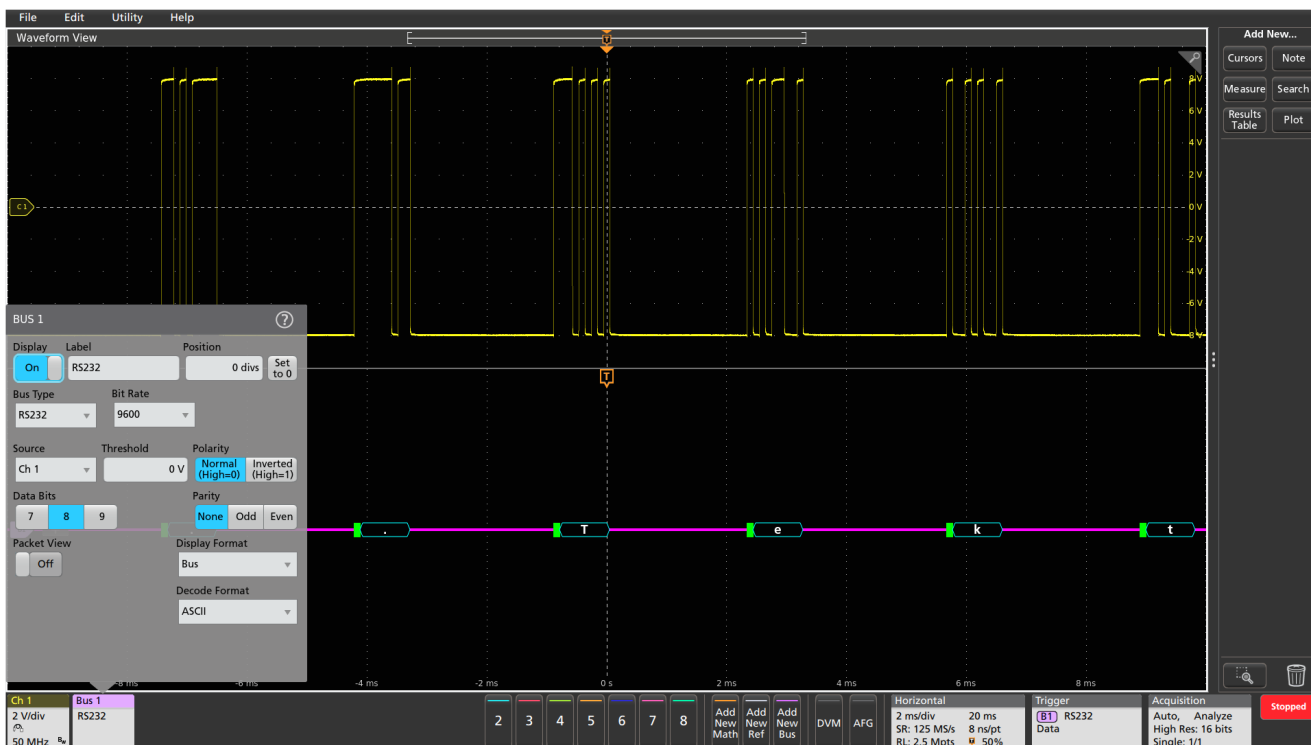 File Edit Utility Help
Waveform View
Add New...
Cursors Note
Measure Search
Results Table Plot
T
8 V
6 V
4 V
2 V
0 V
-2 V
-4 V
-6 V
-8 V
C1
BUS 1 ?
Display Label Position
On RS232 0 divs Set to 0
Bus Type Bit Rate
RS232 9600
Source Threshold Polarity
Ch 1 0 V Normal (High=0) Inverted (High=1)
Data Bits Parity
7 8 9 None Odd Even
Packet View Display Format
Off Bus
Decode Format
ASCII
T
. T e k t
-8 ms -6 ms -4 ms -2 ms 0 s 2 ms 4 ms 6 ms 8 ms
Ch 1
2 V/div
50 MHz Bw
Bus 1
RS232
2 3 4 5 6 7 8
Add New Math
Add New Ref
Add New Bus
DVM
AFG
Horizontal
2 ms/div 20 ms
SR: 125 MS/s 8 ns/pt
RL: 2.5 Mpts 50%
Trigger
B1 RS232
Data
Acquisition
Auto, Analyze
High Res: 16 bits
Single: 1/1
Stopped